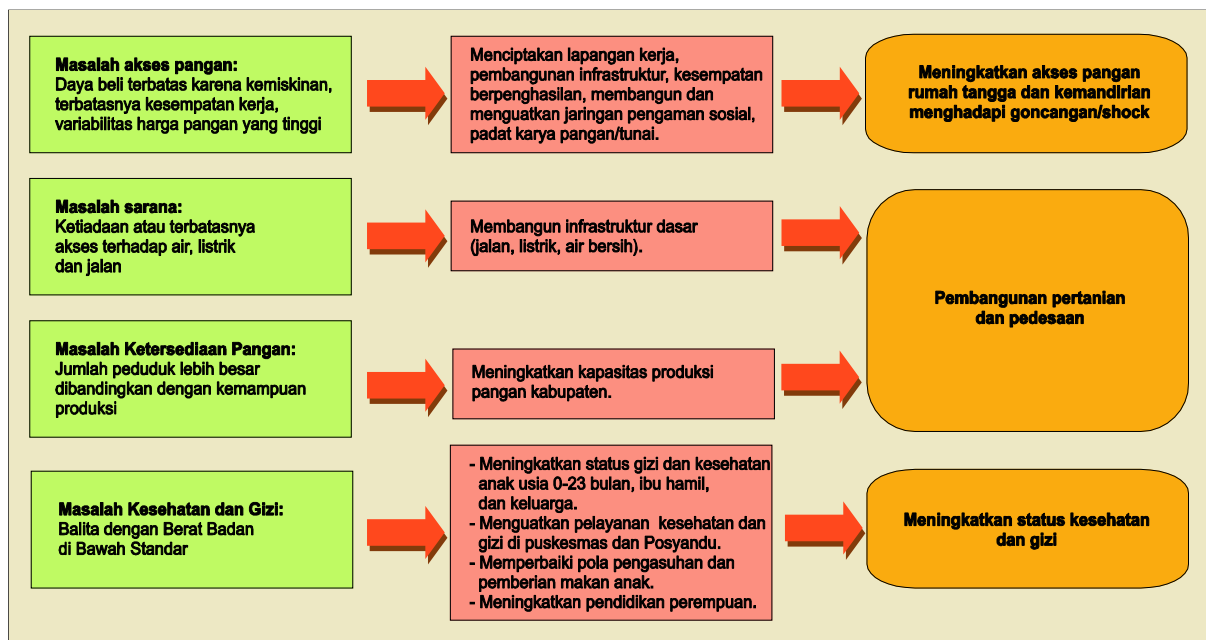 Masalah akses pangan:
Daya beli terbatas karena kemiskinan,
terbatasnya kesempatan kerja,
variabilitas harga pangan yang tinggi
Menciptakan lapangan kerja,
pembangunan infrastruktur, kesempatan
berpenghasilan, membangun dan
menguatkan jaringan pengaman sosial,
padat karya pangan/tunai.
Meningkatkan akses pangan
rumah tangga dan kemandirian
menghadapi goncangan/shock
Masalah sarana:
Ketiadaan atau terbatasnya
akses terhadap air, listrik
dan jalan
Membangun infrastruktur dasar
(jalan, listrik, air bersih).
Pembangunan pertanian
dan pedesaan
Masalah Ketersediaan Pangan:
Jumlah peduduk lebih besar
dibandingkan dengan kemampuan
produksi
Meningkatkan kapasitas produksi
pangan kabupaten.
Masalah Kesehatan dan Gizi:
Balita dengan Berat Badan
di Bawah Standar
- Meningkatkan status gizi dan kesehatan
anak usia 0-23 bulan, ibu hamil,
dan keluarga.
- Menguatkan pelayanan kesehatan dan
gizi di puskesmas dan Posyandu.
- Memperbaiki pola pengasuhan dan
pemberian makan anak.
- Meningkatkan pendidikan perempuan.
Meningkatkan status kesehatan
dan gizi